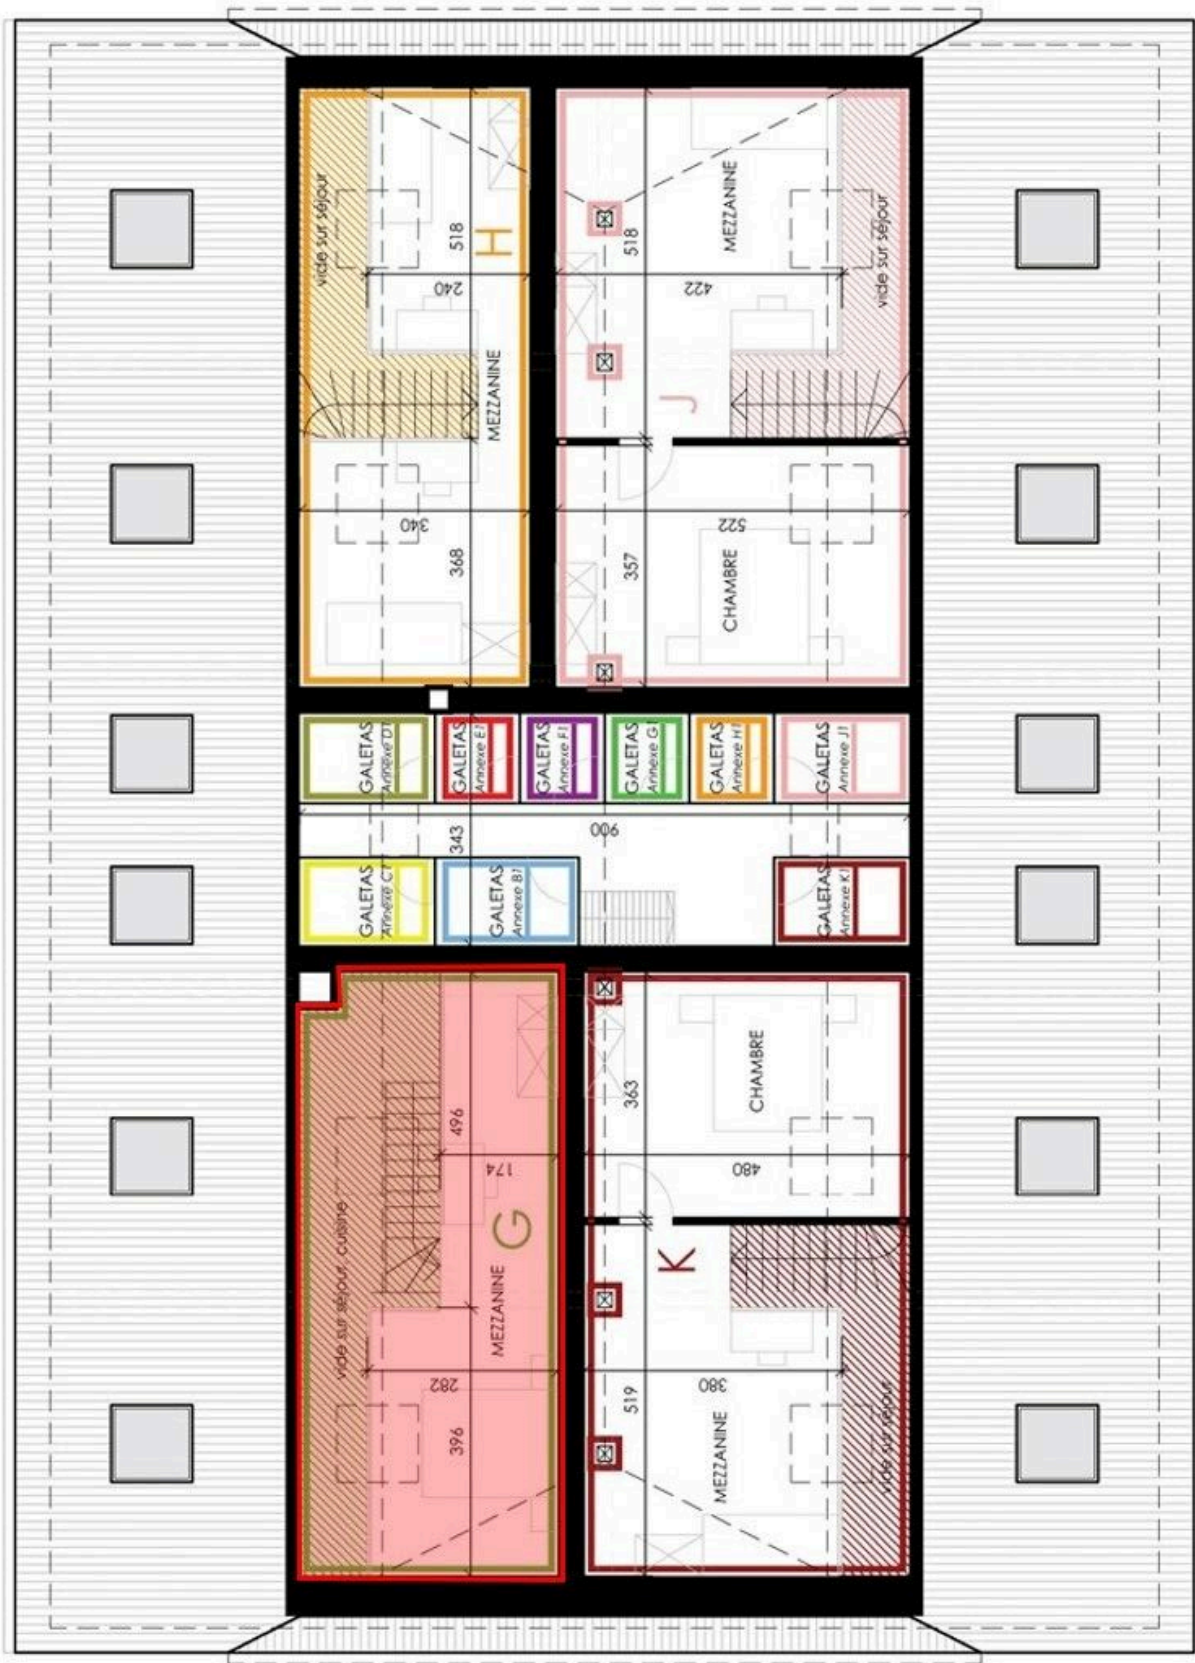 vide sur séjour
518
H
240
MEZZANINE
340
368
518
MEZZANINE
vide sur séjour
422
J
522
357
CHAMBRE
GALETAS
Annexe D1
GALETAS
Annexe E1
GALETAS
Annexe F1
GALETAS
Annexe G1
GALETAS
Annexe H1
GALETAS
Annexe J1
343
900
GALETAS
Annexe C1
GALETAS
Annexe B1
GALETAS
Annexe K1
vide sur séjour, cuisine
496
174
G
MEZZANINE
282
396
363
CHAMBRE
480
K
380
519
MEZZANINE
vide sur séjour